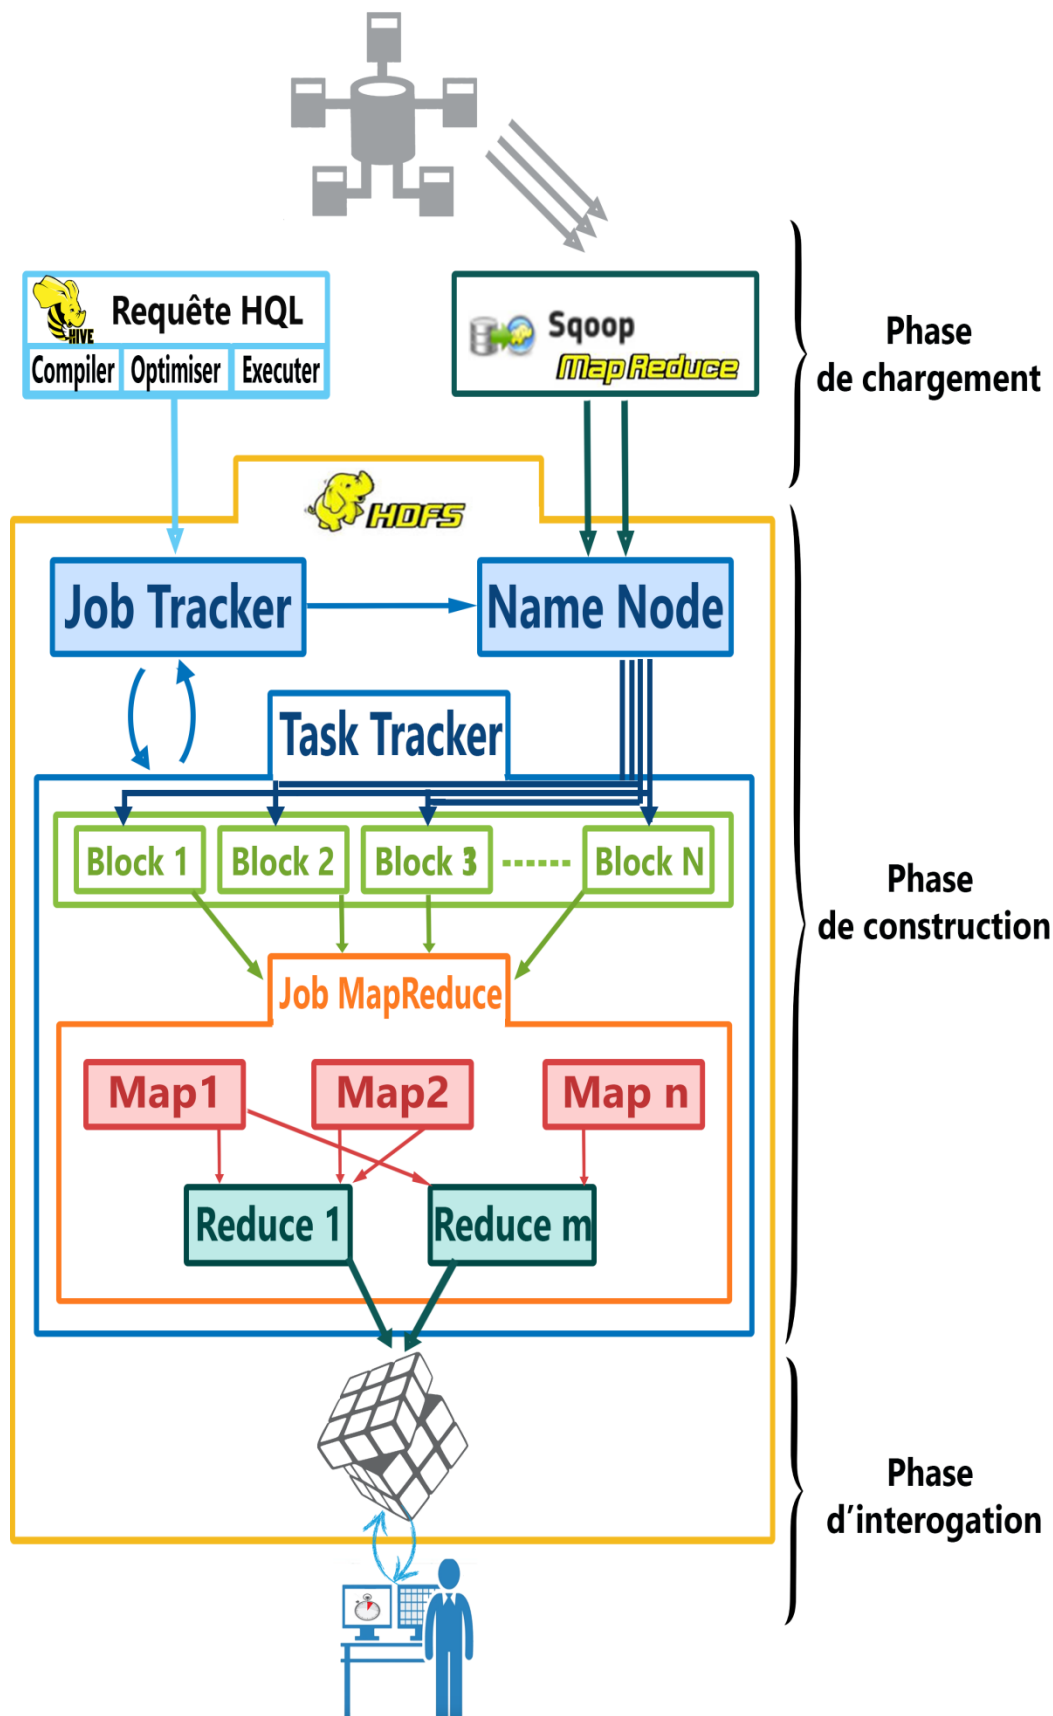 Requête HQL
HIVE
Compiler Optimiser Executer
Sqoop
Map Reduce
Phase
de chargement
HDFS
Job Tracker
Name Node
Task Tracker
Block 1
Block 2
Block 3
Block N
Phase
de construction
Job MapReduce
Map1
Map2
Map n
Reduce 1
Reduce m
Phase
d’interogation